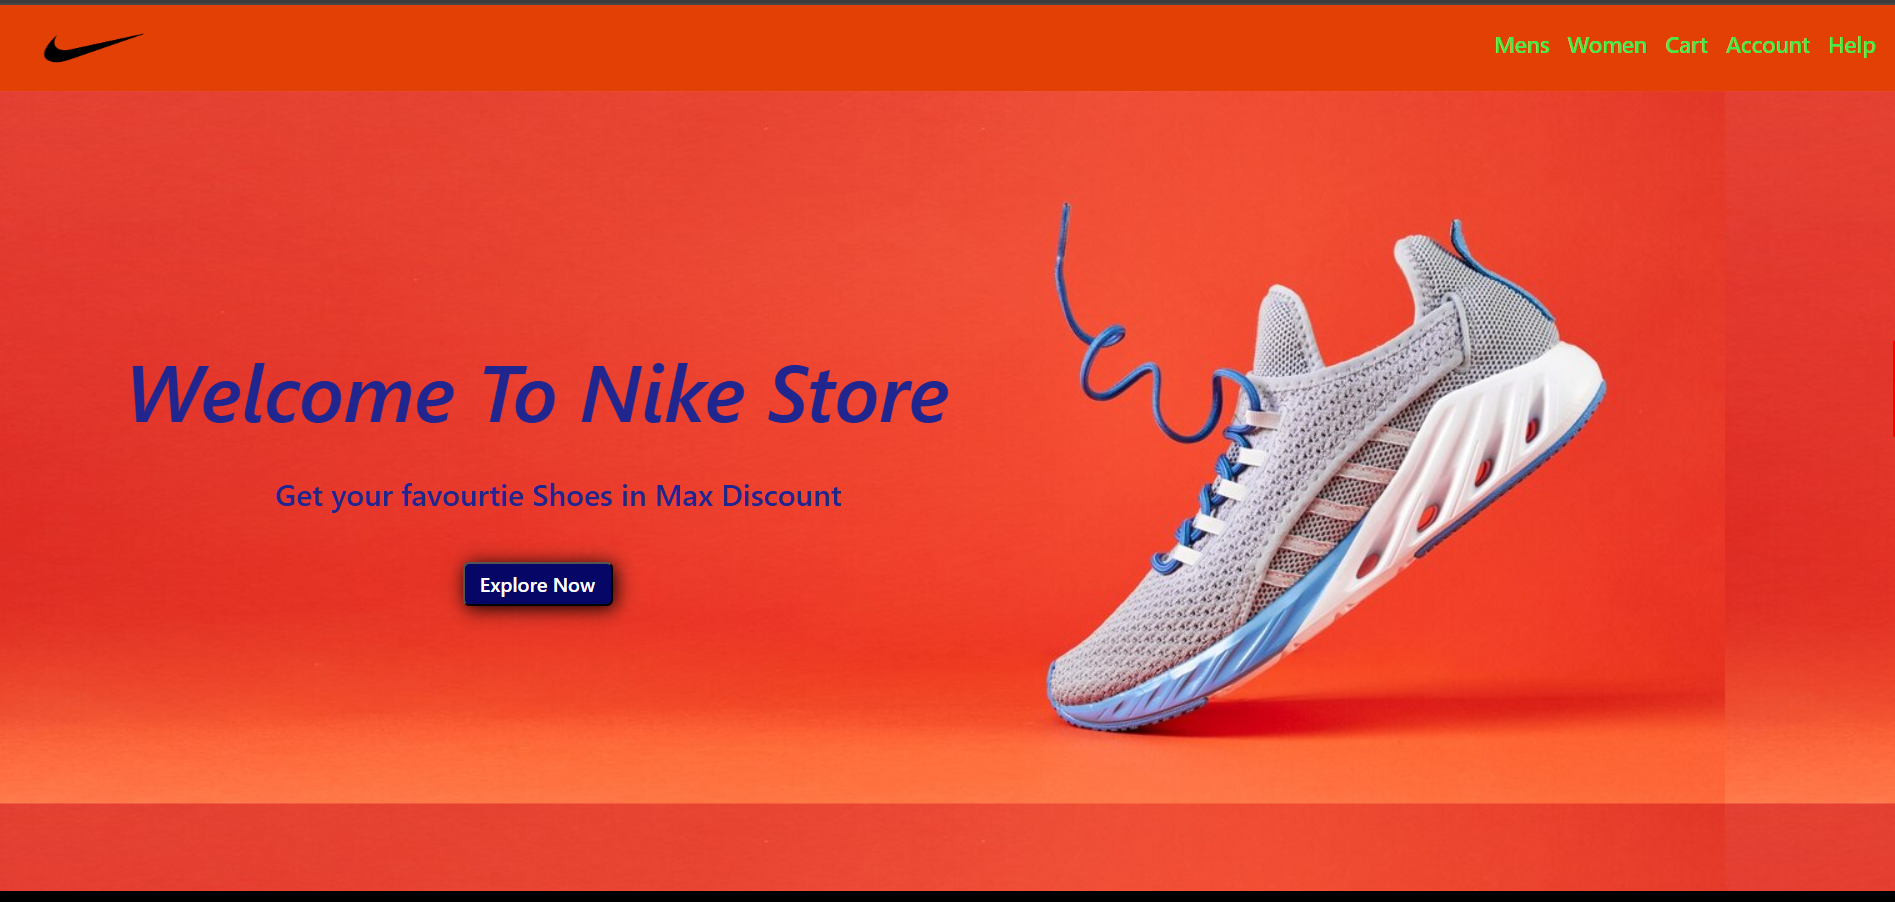 Mens Women Cart Account Help
Welcome To Nike Store
Get your favourtie Shoes in Max Discount
Explore Now